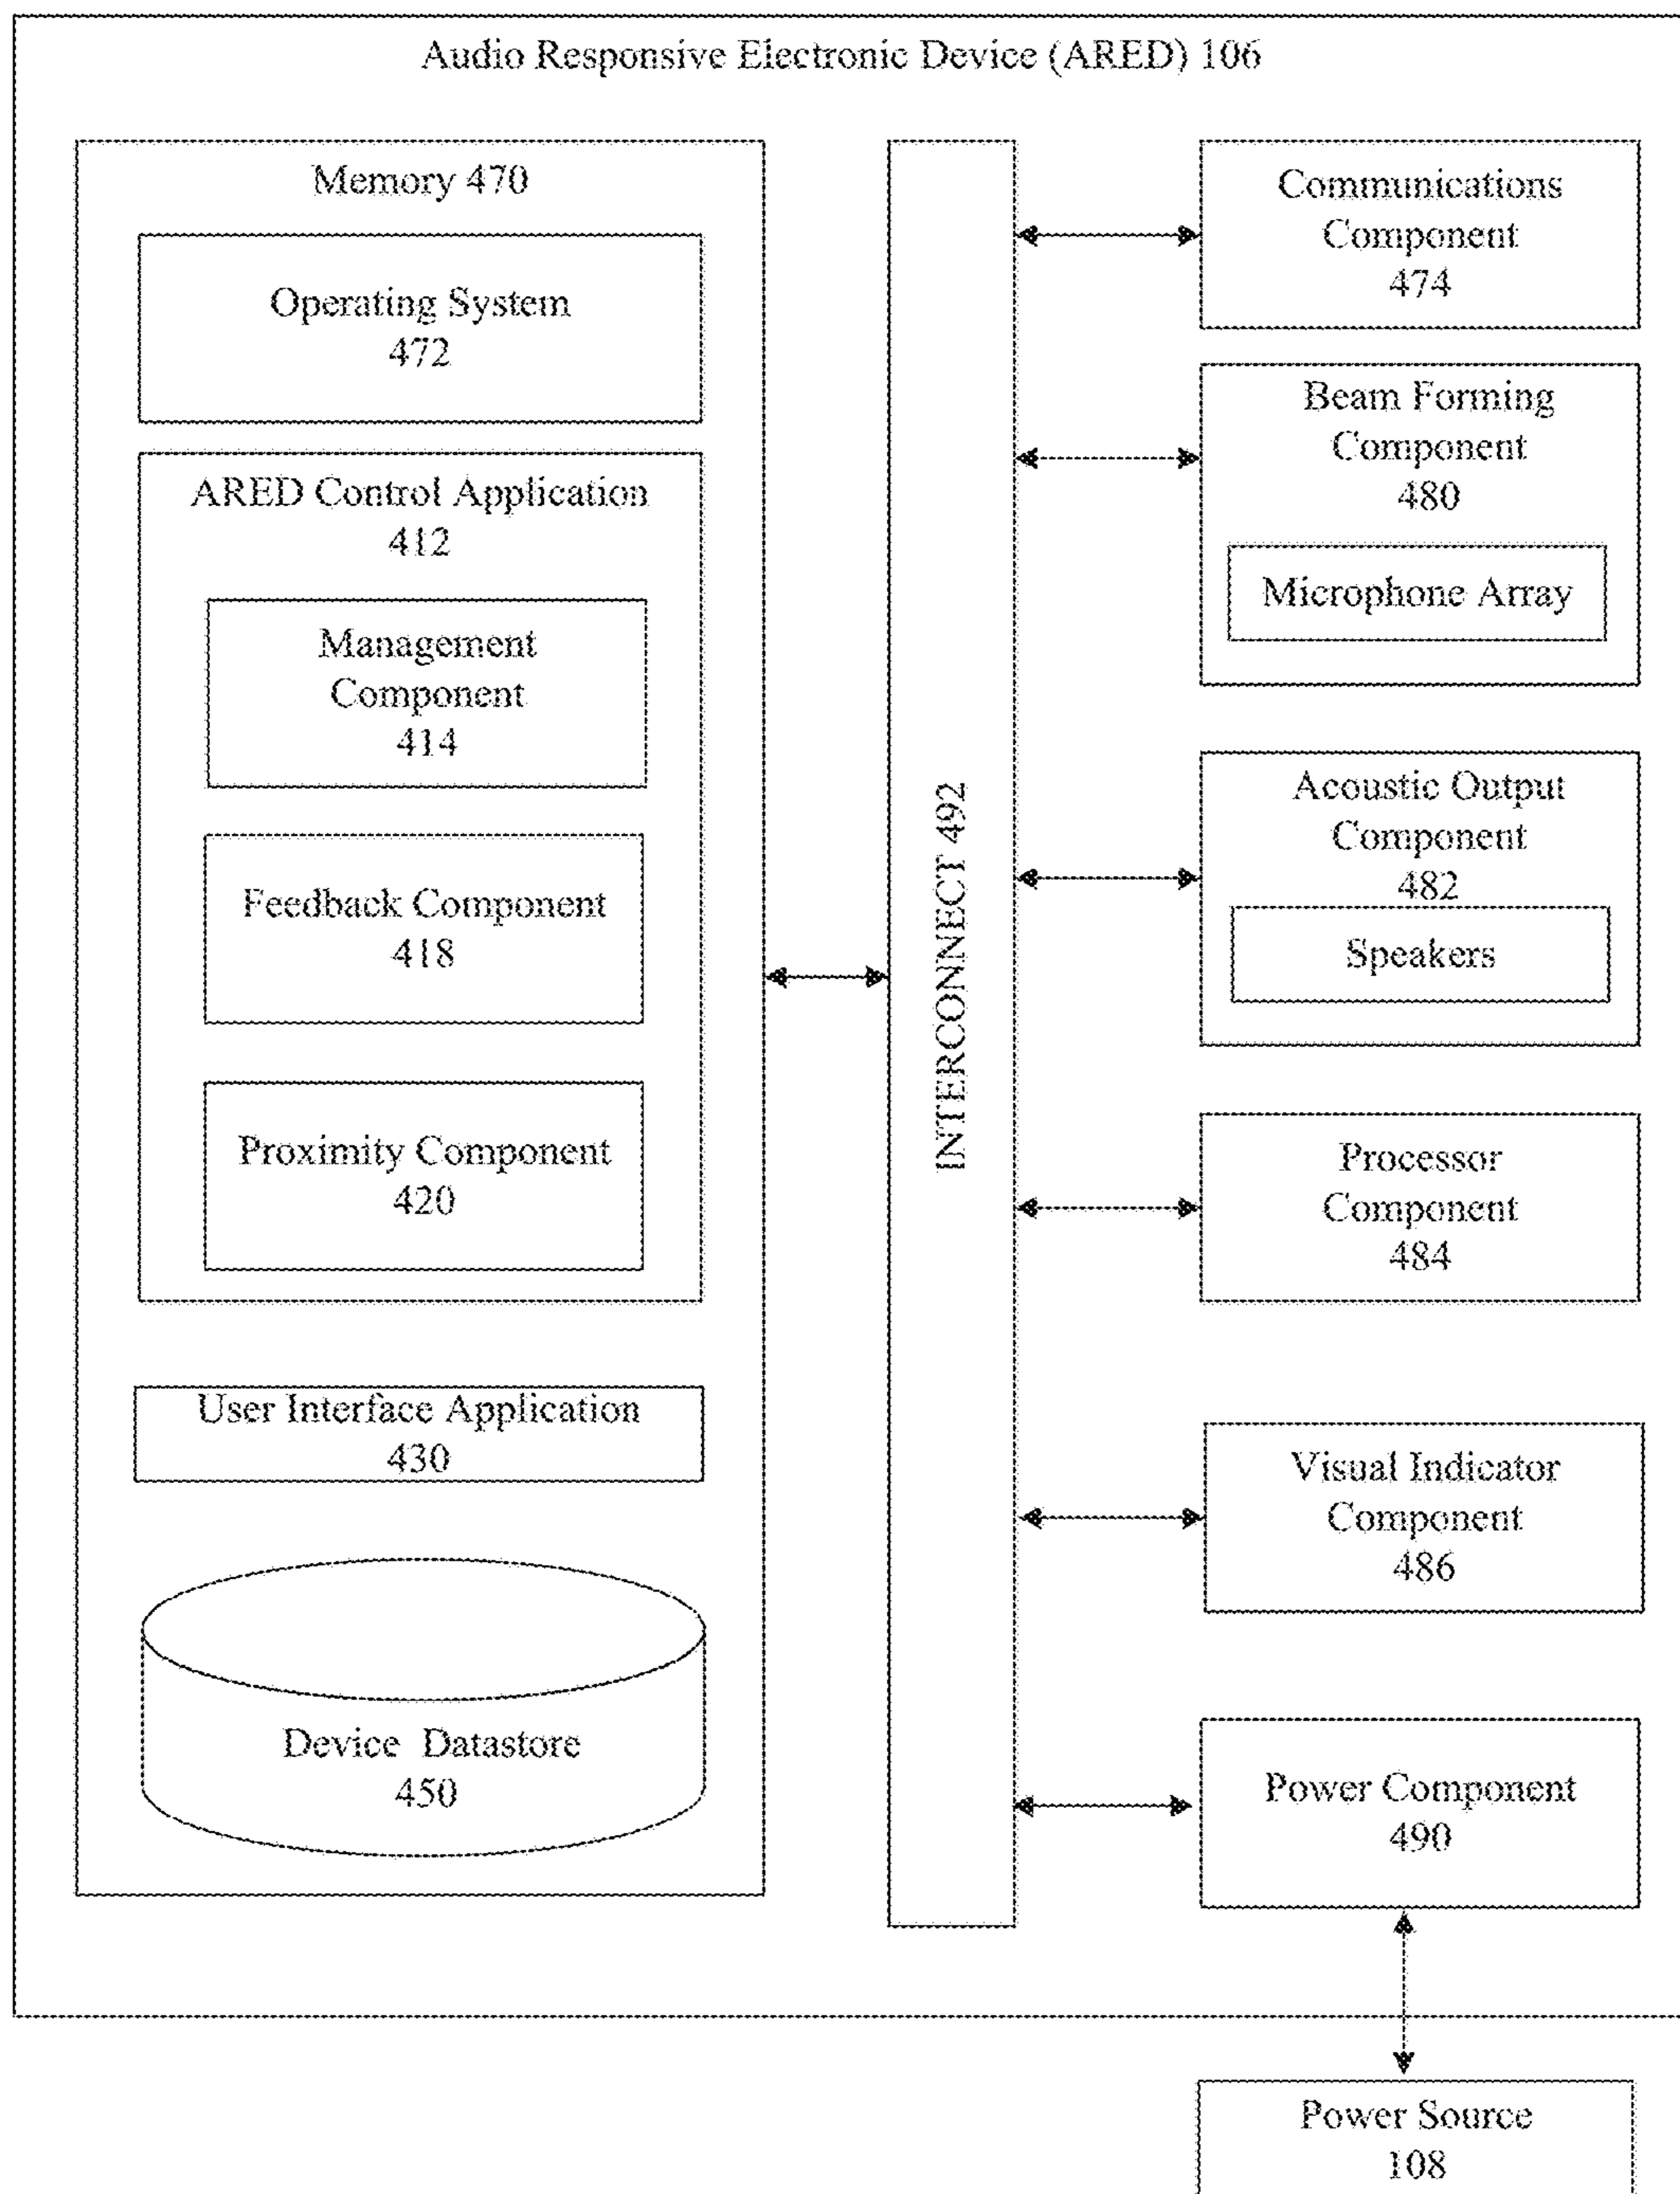 Audio Responsive Electronic Device (ARED) 106
Memory 470
Operating System
472
ARED Control Application
412
Management
Component
414
Feedback Component
418
Proximity Component
420
User Interface Application
430
Device Datastore
450
INTERCONNECT 492
Communications
Component
474
Beam Forming
Component
480
Microphone Array
Acoustic Output
Component
482
Speakers
Processor
Component
484
Visual Indicator
Component
486
Power Component
490
Power Source
108